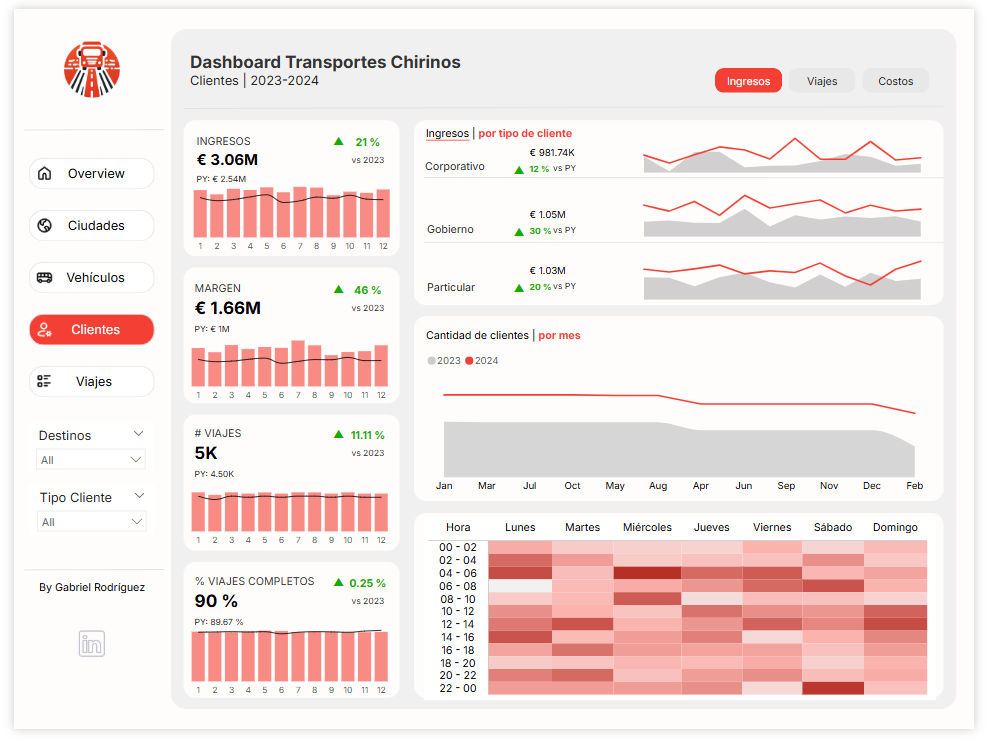 Dashboard Transportes Chirinos
Clientes | 2023-2024
Ingresos
Viajes
Costos
Overview
Ciudades
Vehículos
Clientes
Viajes
Destinos
All
Tipo Cliente
All
By Gabriel Rodríguez
in
INGRESOS
21 %
€ 3.06M
vs 2023
PY: € 2.54M
1 2 3 4 5 6 7 8 9 10 11 12
MARGEN
46 %
€ 1.66M
vs 2023
PY: € 1M
1 2 3 4 5 6 7 8 9 10 11 12
# VIAJES
11.11 %
5K
vs 2023
PY: 4.50K
1 2 3 4 5 6 7 8 9 10 11 12
% VIAJES COMPLETOS
0.25 %
90 %
vs 2023
PY: 89.67 %
1 2 3 4 5 6 7 8 9 10 11 12
Ingresos | por tipo de cliente
€ 981.74K
Corporativo
12 % vs PY
€ 1.05M
Gobierno
30 % vs PY
€ 1.03M
Particular
20 % vs PY
Cantidad de clientes | por mes
2023 2024
Jan Mar Jul Oct May Aug Apr Jun Sep Nov Dec Feb
Hora Lunes Martes Miércoles Jueves Viernes Sábado Domingo
00 - 02
02 - 04
04 - 06
06 - 08
08 - 10
10 - 12
12 - 14
14 - 16
16 - 18
18 - 20
20 - 22
22 - 00